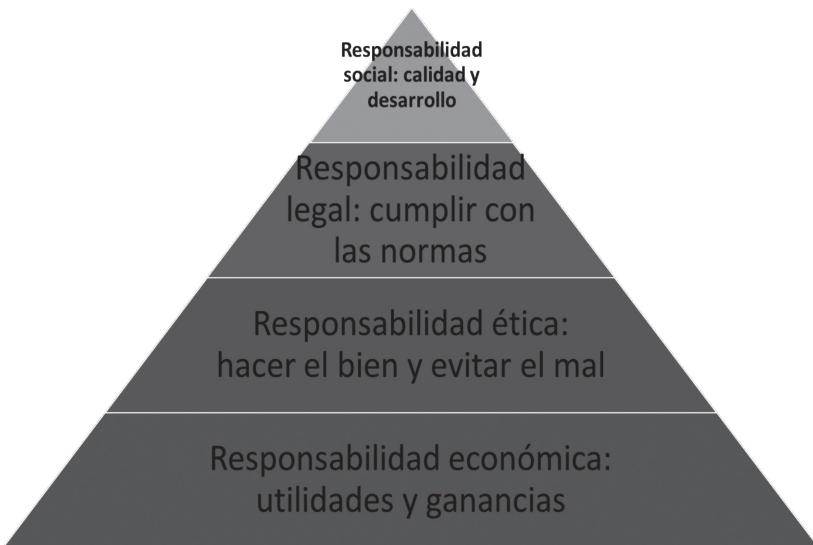 Responsabilidad
social: calidad y
desarrollo
Responsabilidad
legal: cumplir con
las normas
Responsabilidad ética:
hacer el bien y evitar el mal
Responsabilidad económica:
utilidades y ganancias